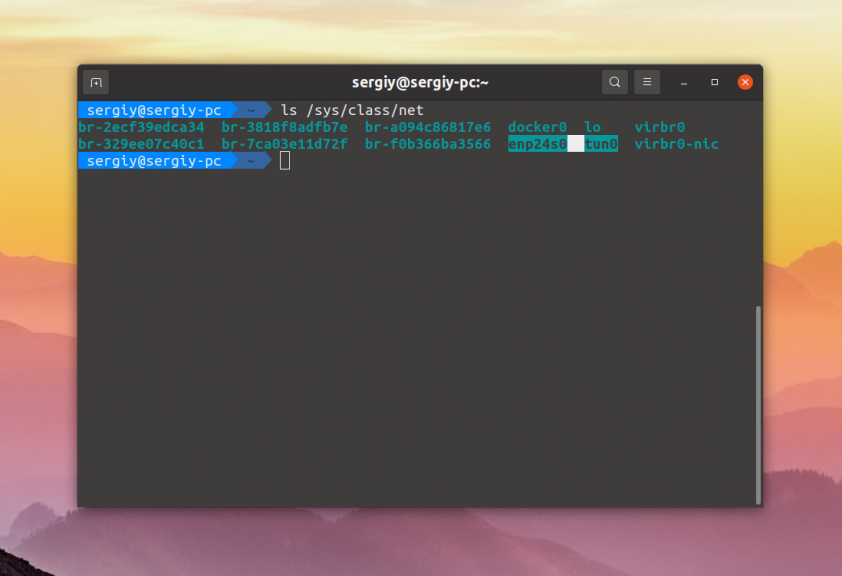 sergiy@sergiy-pc:~
sergiy@sergiy-pc ~ ls /sys/class/net
br-2ecf39edca34 br-3818f8adfb7e br-a094c86817e6 docker0 lo virbr0
br-329ee07c40c1 br-7ca03e11d72f br-f0b366ba3566 enp24s0 tun0 virbr0-nic
sergiy@sergiy-pc ~